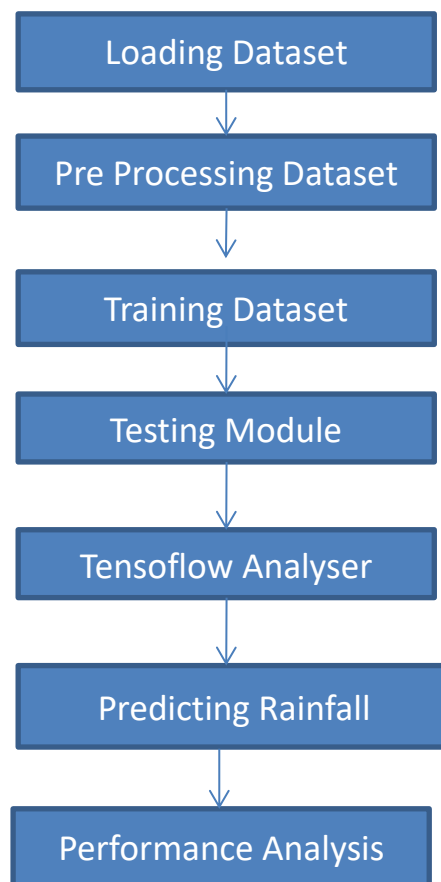 Loading Dataset
Pre Processing Dataset
Training Dataset
Testing Module
Tensoflow Analyser
Predicting Rainfall
Performance Analysis